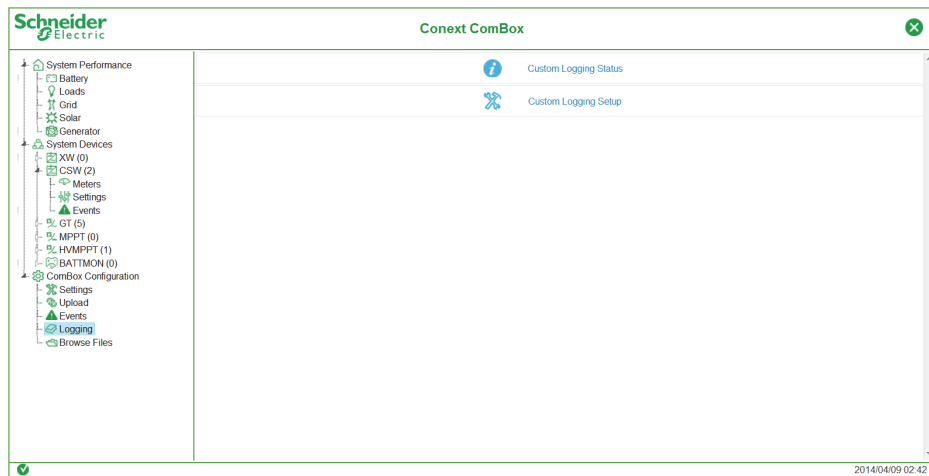 Schneider
Electric
Conext ComBox
System Performance
Battery
Loads
Grid
Solar
Generator
System Devices
XW (0)
CSW (2)
Meters
Settings
Events
GT (5)
MPPT (0)
HVMPPT (1)
BATTMON (0)
ComBox Configuration
Settings
Upload
Events
Logging
Browse Files
Custom Logging Status
Custom Logging Setup
2014/04/09 02:42